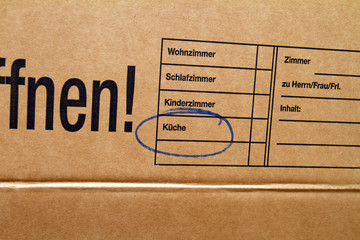 ffnen!
Wohnzimmer
Schlafzimmer
Kinderzimmer
Küche
Zimmer
zu Herrn/Frau/Frl.
Inhalt: